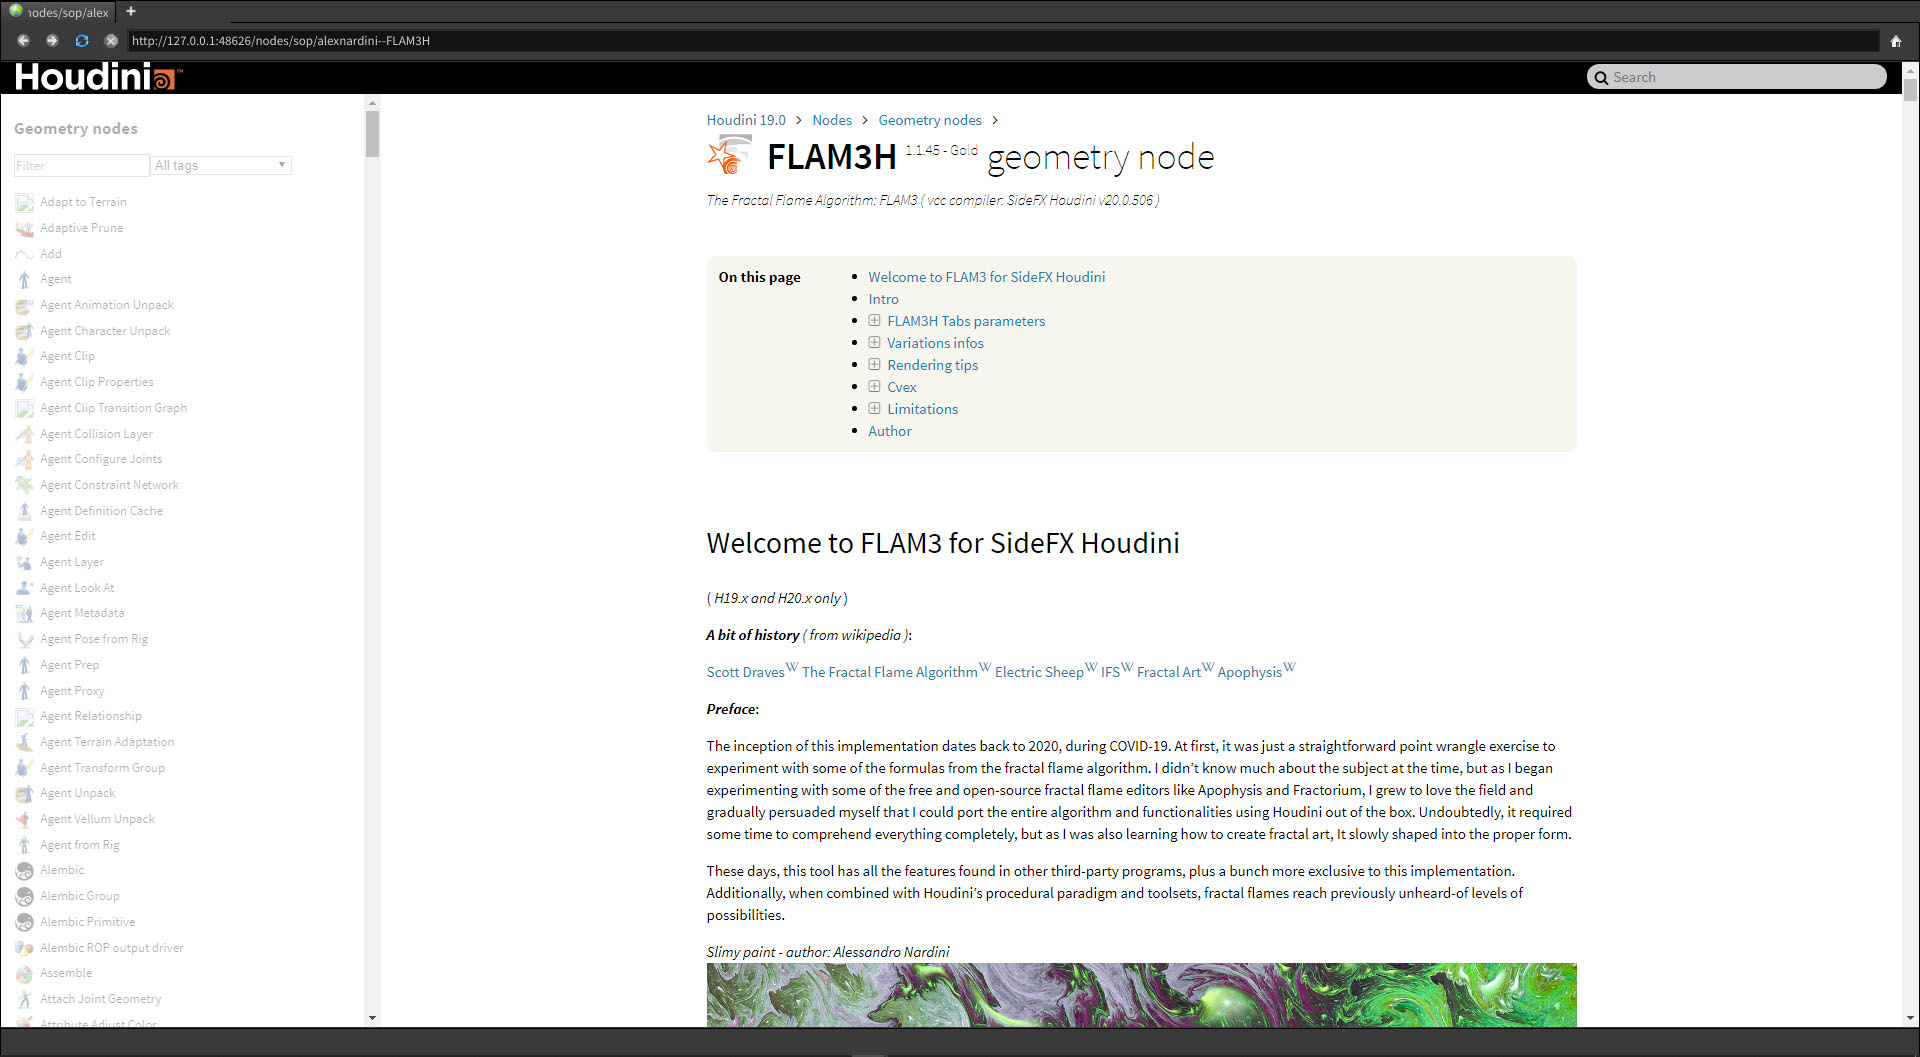 nodes/sop/alex
http://127.0.0.1:48626/nodes/sop/alexnardini--FLAM3H
Houdini
Search
Geometry nodes
Filter
All tags
Adapt to Terrain
Adaptive Prune
Add
Agent
Agent Animation Unpack
Agent Character Unpack
Agent Clip
Agent Clip Properties
Agent Clip Transition Graph
Agent Collision Layer
Agent Configure Joints
Agent Constraint Network
Agent Definition Cache
Agent Edit
Agent Layer
Agent Look At
Agent Metadata
Agent Pose from Rig
Agent Prep
Agent Proxy
Agent Relationship
Agent Terrain Adaptation
Agent Transform Group
Agent Unpack
Agent Vellum Unpack
Agent from Rig
Alembic
Alembic Group
Alembic Primitive
Alembic ROP output driver
Assemble
Attach Joint Geometry
Attribute Adjust Color
Houdini 19.0 > Nodes > Geometry nodes >
FLAM3H 1.1.45 - Gold geometry node
The Fractal Flame Algorithm: FLAM3 ( vcc compiler: SideFX Houdini v20.0.506 )
On this page
Welcome to FLAM3 for SideFX Houdini
Intro
FLAM3H Tabs parameters
Variations infos
Rendering tips
Cvex
Limitations
Author
Welcome to FLAM3 for SideFX Houdini
( H19.x and H20.x only )
A bit of history ( from wikipedia ):
Scott DravesW The Fractal Flame AlgorithmW Electric SheepW IFSW Fractal ArtW ApophysisW
Preface:
The inception of this implementation dates back to 2020, during COVID-19. At first, it was just a straightforward point wrangle exercise to
experiment with some of the formulas from the fractal flame algorithm. I didn’t know much about the subject at the time, but as I began
experimenting with some of the free and open-source fractal flame editors like Apophysis and Fractorium, I grew to love the field and
gradually persuaded myself that I could port the entire algorithm and functionalities using Houdini out of the box. Undoubtedly, it required
some time to comprehend everything completely, but as I was also learning how to create fractal art, It slowly shaped into the proper form.
These days, this tool has all the features found in other third-party programs, plus a bunch more exclusive to this implementation.
Additionally, when combined with Houdini’s procedural paradigm and toolsets, fractal flames reach previously unheard-of levels of
possibilities.
Slimy paint - author: Alessandro Nardini